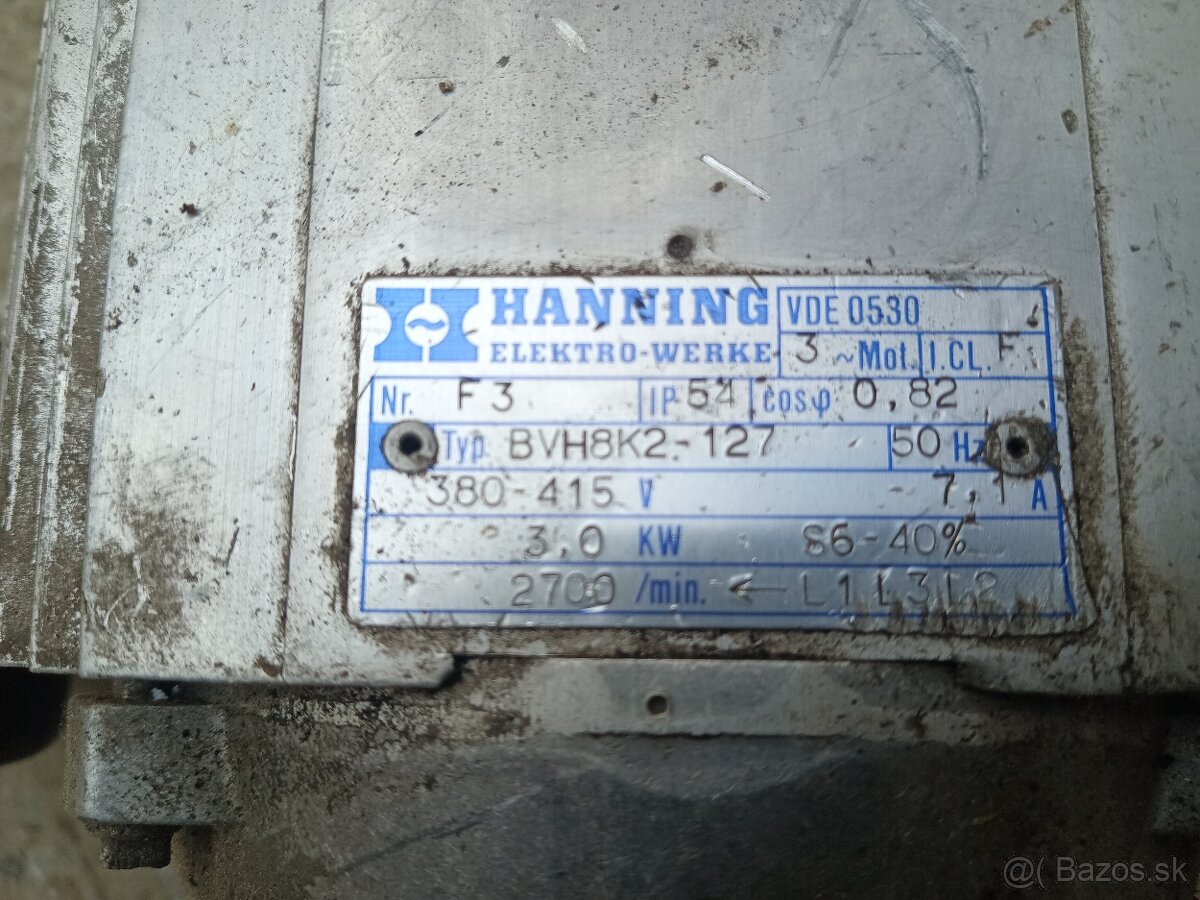 HANNING
ELEKTRO-WERKE
VDE 0530
3 ~ Mot. I.CL. F
Nr. F3 IP 54 cosφ 0,82
Typ. BVH8K2-127 50 Hz
380-415 V 7,1 A
3,0 KW S6-40%
2700 /min. ← L1 L3 L2
@( Bazos.sk